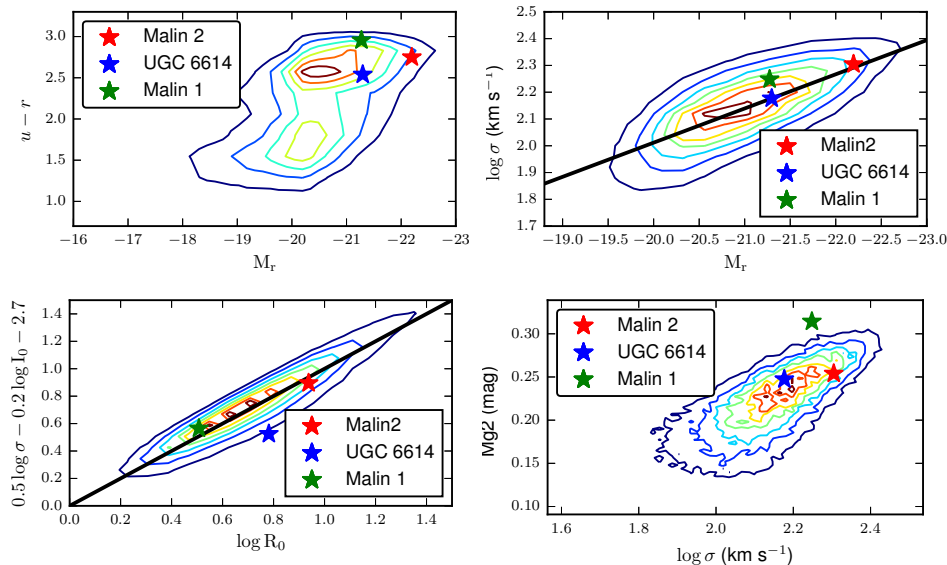 3.0
2.5
2.0
1.5
1.0
u − r
Malin 2
UGC 6614
Malin 1
−16 −17 −18 −19 −20 −21 −22 −23
M_r
2.5
2.4
2.3
2.2
2.1
2.0
1.9
1.8
1.7
log σ (km s⁻¹)
Malin2
UGC 6614
Malin 1
−19.0 −19.5 −20.0 −20.5 −21.0 −21.5 −22.0 −22.5 −23.0
M_r
1.4
1.2
1.0
0.8
0.6
0.4
0.2
0.0
0.5 log σ − 0.2 log I₀ − 2.7
Malin2
UGC 6614
Malin 1
0.0 0.2 0.4 0.6 0.8 1.0 1.2 1.4
log R₀
0.30
0.25
0.20
0.15
0.10
Mg2 (mag)
Malin 2
UGC 6614
Malin 1
1.6 1.8 2.0 2.2 2.4
log σ (km s⁻¹)